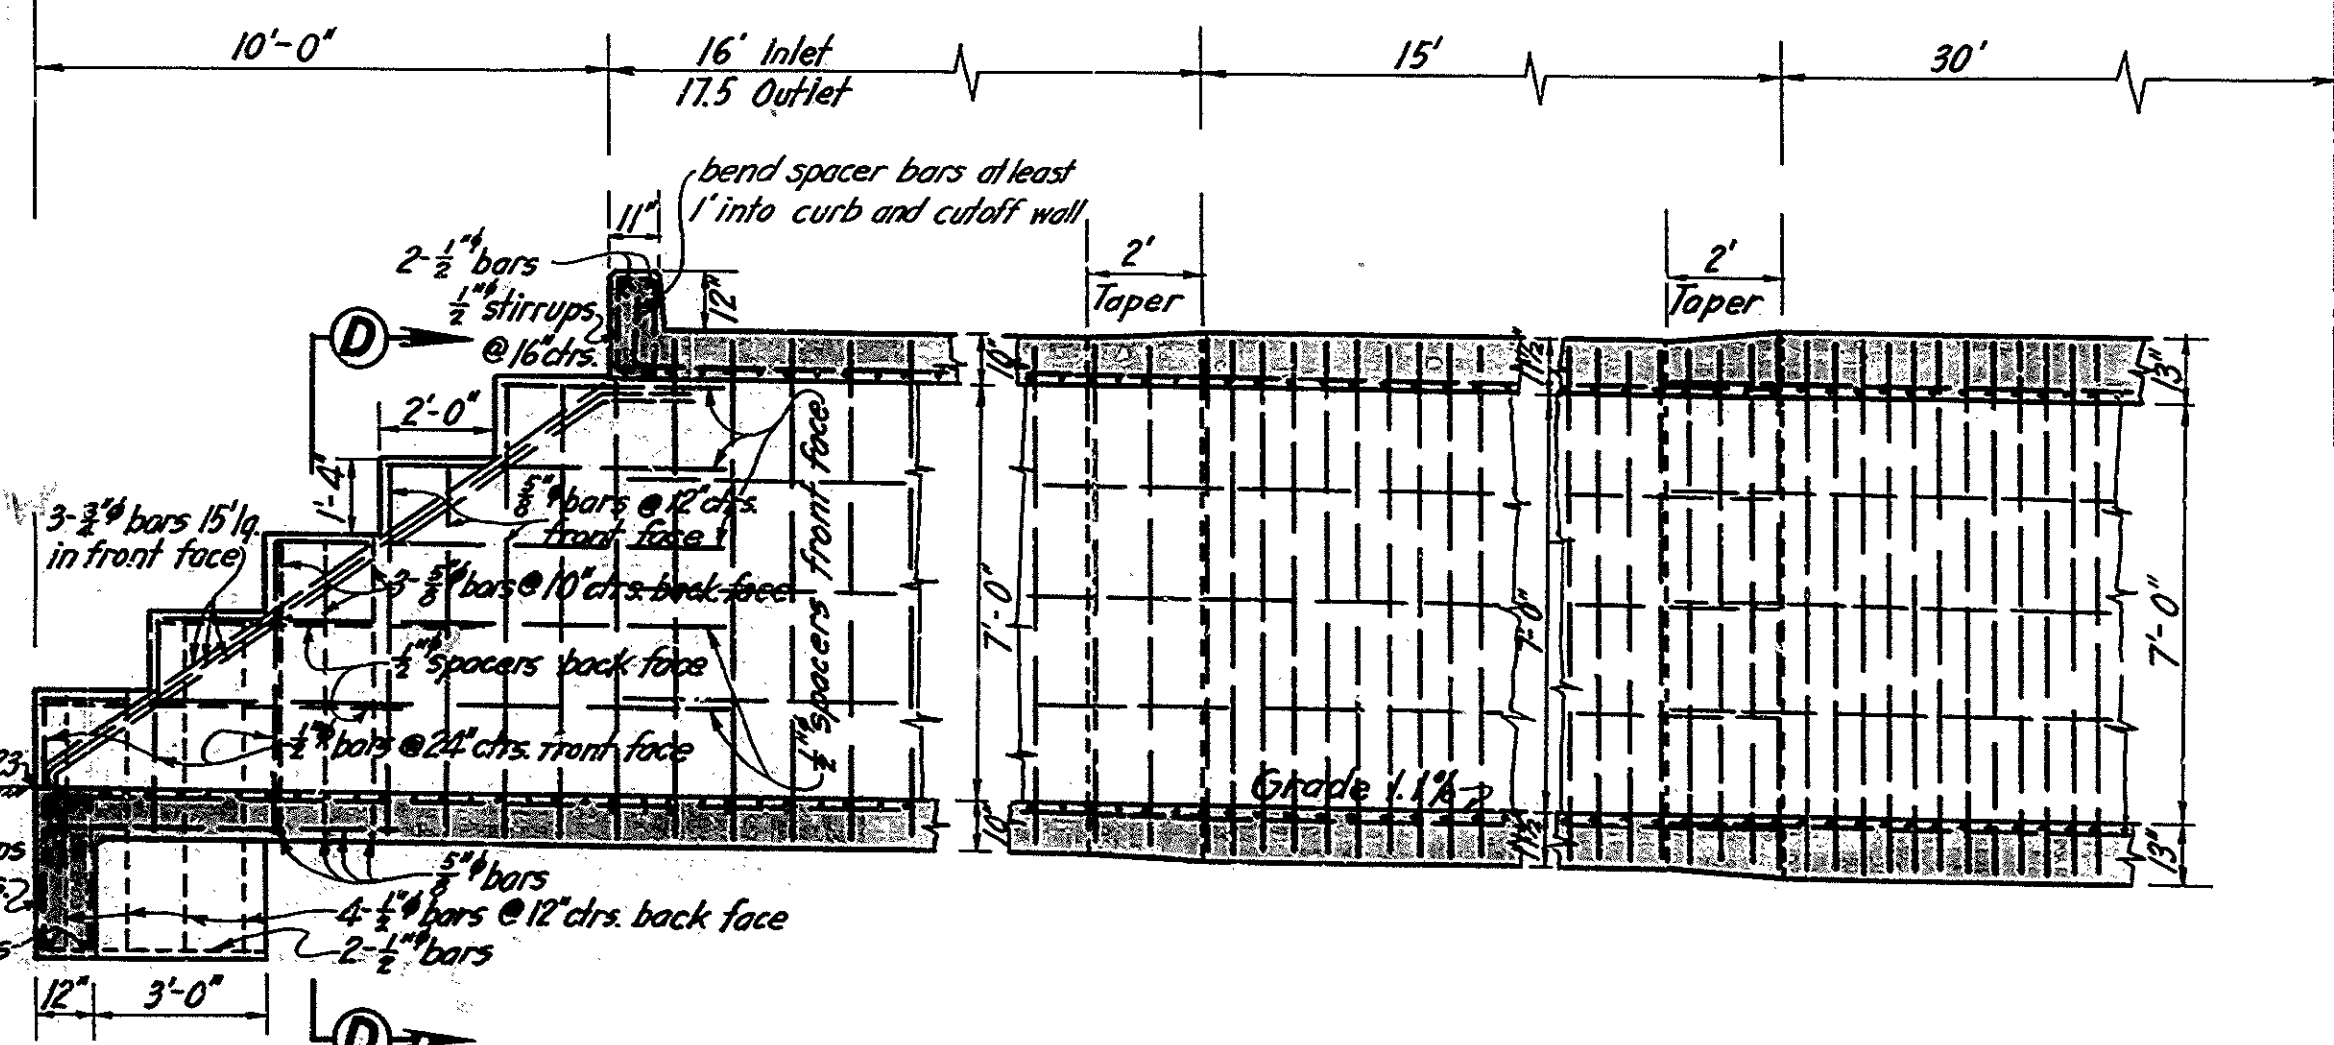 10'-0"
16' Inlet
17.5 Outlet
15'
30'
bend spacer bars at least
1' into curb and cutoff wall
11"
2-1/2"ϕ bars
1/2"ϕ stirrups
@ 16" ctrs.
12"
2'
Taper
2'
Taper
D
10"
11 1/2"
13"
2'-0"
1'-4"
5/8"ϕ bars @ 12" ctrs.
front face
3-3/4"ϕ bars 15' lg.
in front face
3-5/8"ϕ bars @ 10" ctrs. back face
1/2"ϕ spacers back face
1/2"ϕ bars @ 24" ctrs. front face
1/2"ϕ spacers front face
7'-0"
7'-0"
7'-0"
Grade 1.1%
10"
11 1/2"
13"
5/8"ϕ bars
4-1/2"ϕ bars @ 12" ctrs. back face
2-1/2"ϕ bars
12"
3'-0"
D